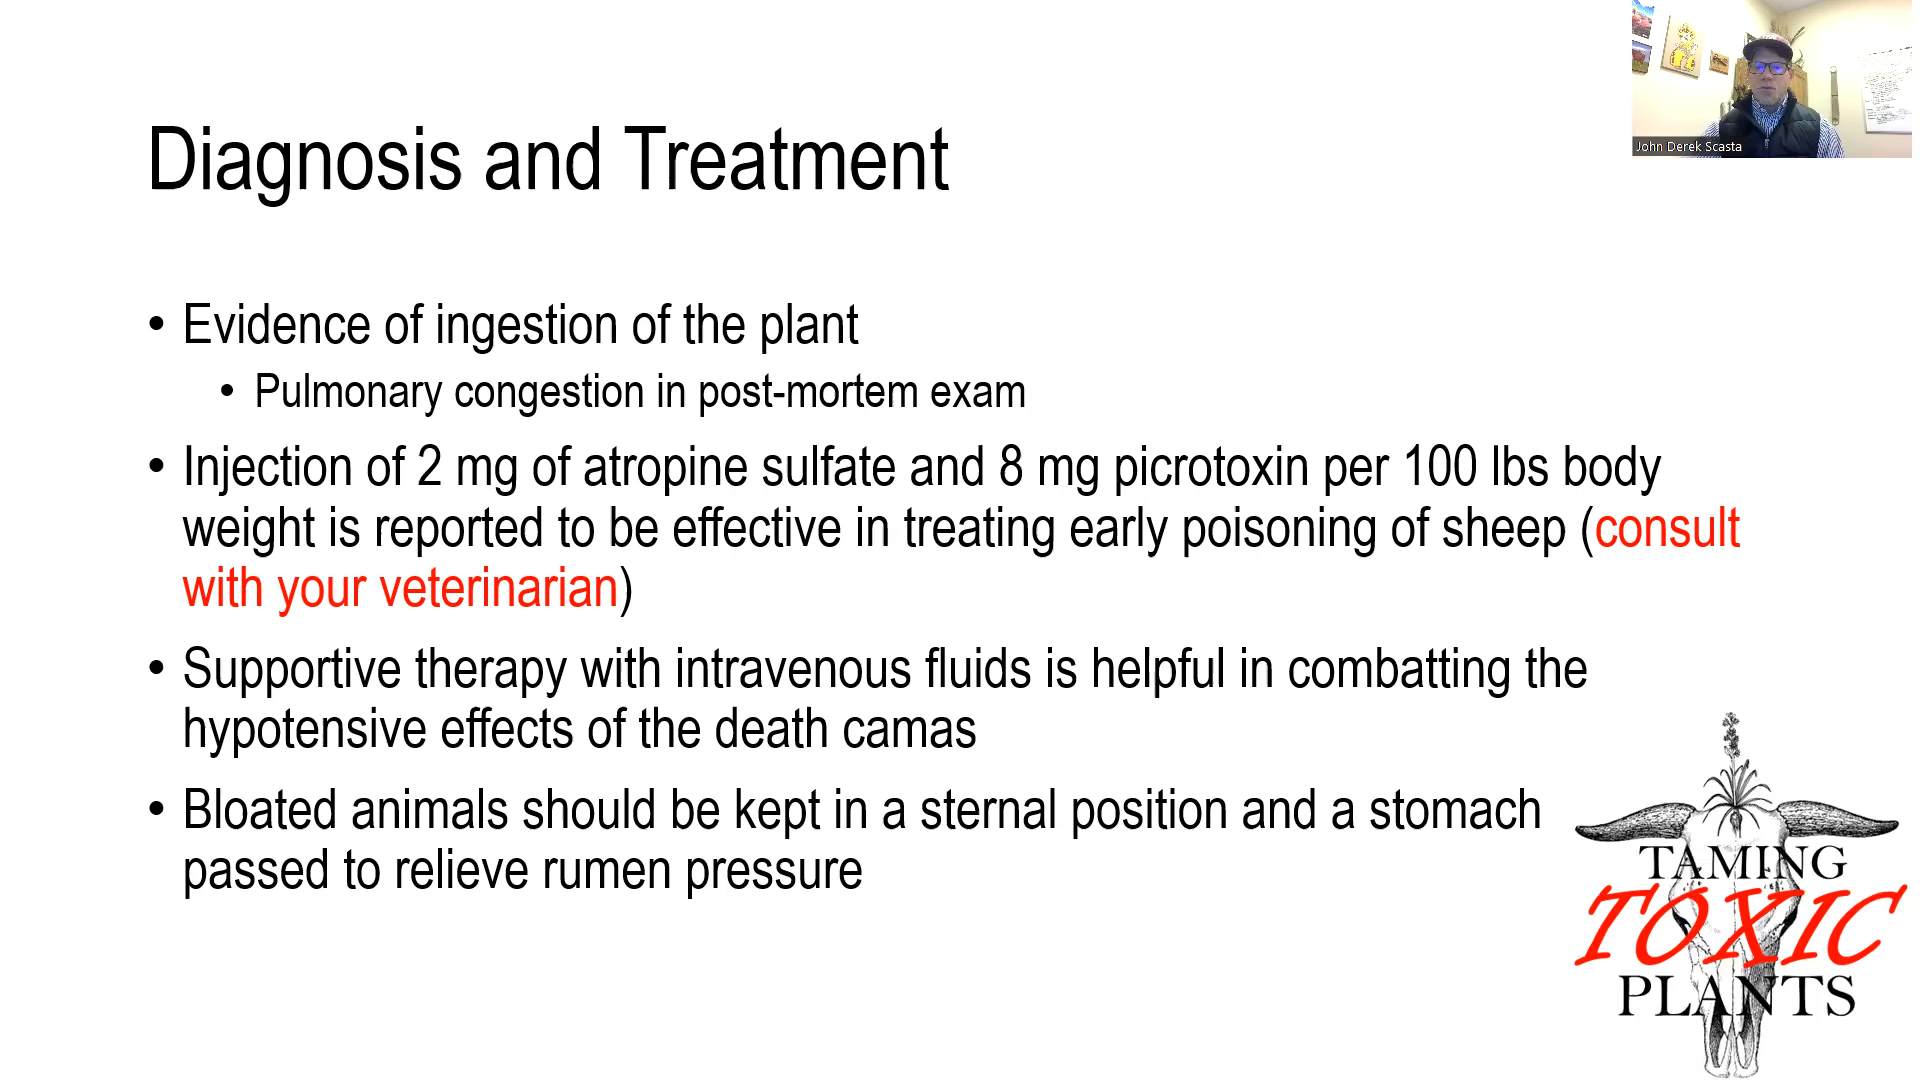 John Derek Scasta
Diagnosis and Treatment
• Evidence of ingestion of the plant
• Pulmonary congestion in post-mortem exam
• Injection of 2 mg of atropine sulfate and 8 mg picrotoxin per 100 lbs body
weight is reported to be effective in treating early poisoning of sheep (consult
with your veterinarian)
• Supportive therapy with intravenous fluids is helpful in combatting the
hypotensive effects of the death camas
• Bloated animals should be kept in a sternal position and a stomach
passed to relieve rumen pressure
TAMING
TOXIC
PLANTS